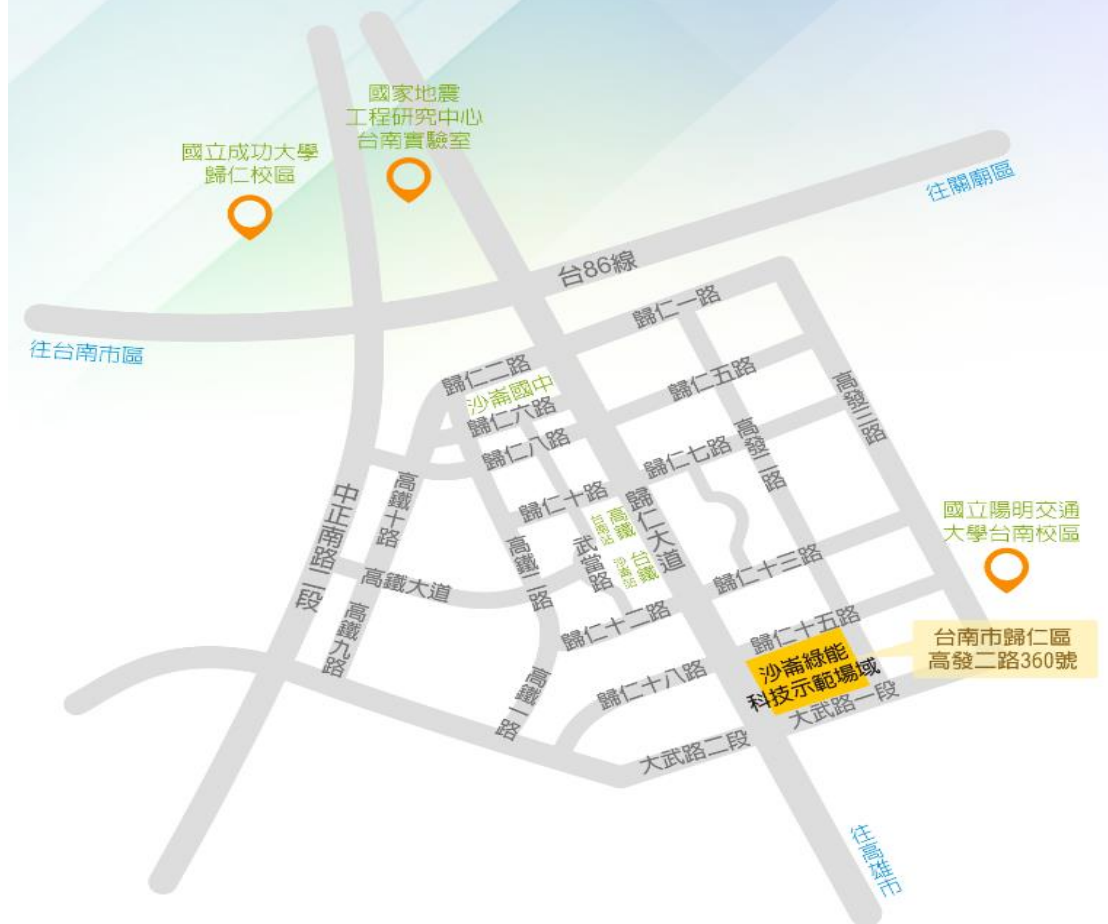 國家地震
工程研究中心
台南實驗室
國立成功大學
歸仁校區
往關廟區
台86線
往台南市區
歸仁一路
歸仁二路
沙崙國中
歸仁五路
歸仁六路
高發三路
歸仁八路
歸仁七路
高發二路
高鐵十路
中正南路二段
歸仁十路
歸仁大道
高鐵
台南站
台鐵
沙崙站
武當路
高鐵二路
高鐵大道
國立陽明交通
大學台南校區
歸仁十三路
高鐵九路
歸仁十二路
歸仁十五路
台南市歸仁區
高發二路360號
沙崙綠能
科技示範場域
歸仁十八路
高鐵一路
大武路一段
大武路二段
往高雄市